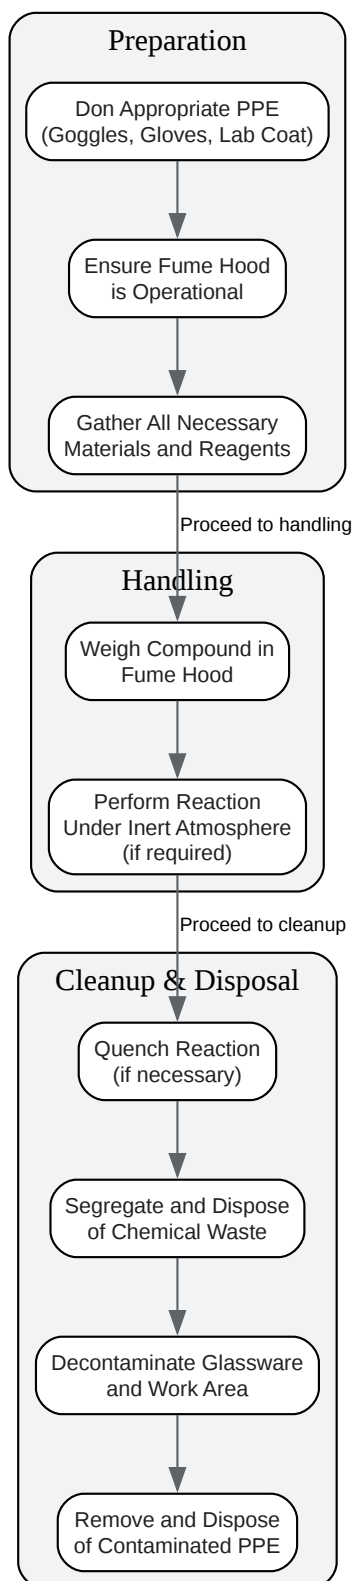 Preparation
Don Appropriate PPE
(Goggles, Gloves, Lab Coat)
Ensure Fume Hood
is Operational
Gather All Necessary
Materials and Reagents
Proceed to handling
Handling
Weigh Compound in
Fume Hood
Perform Reaction
Under Inert Atmosphere
(if required)
Proceed to cleanup
Cleanup & Disposal
Quench Reaction
(if necessary)
Segregate and Dispose
of Chemical Waste
Decontaminate Glassware
and Work Area
Remove and Dispose
of Contaminated PPE